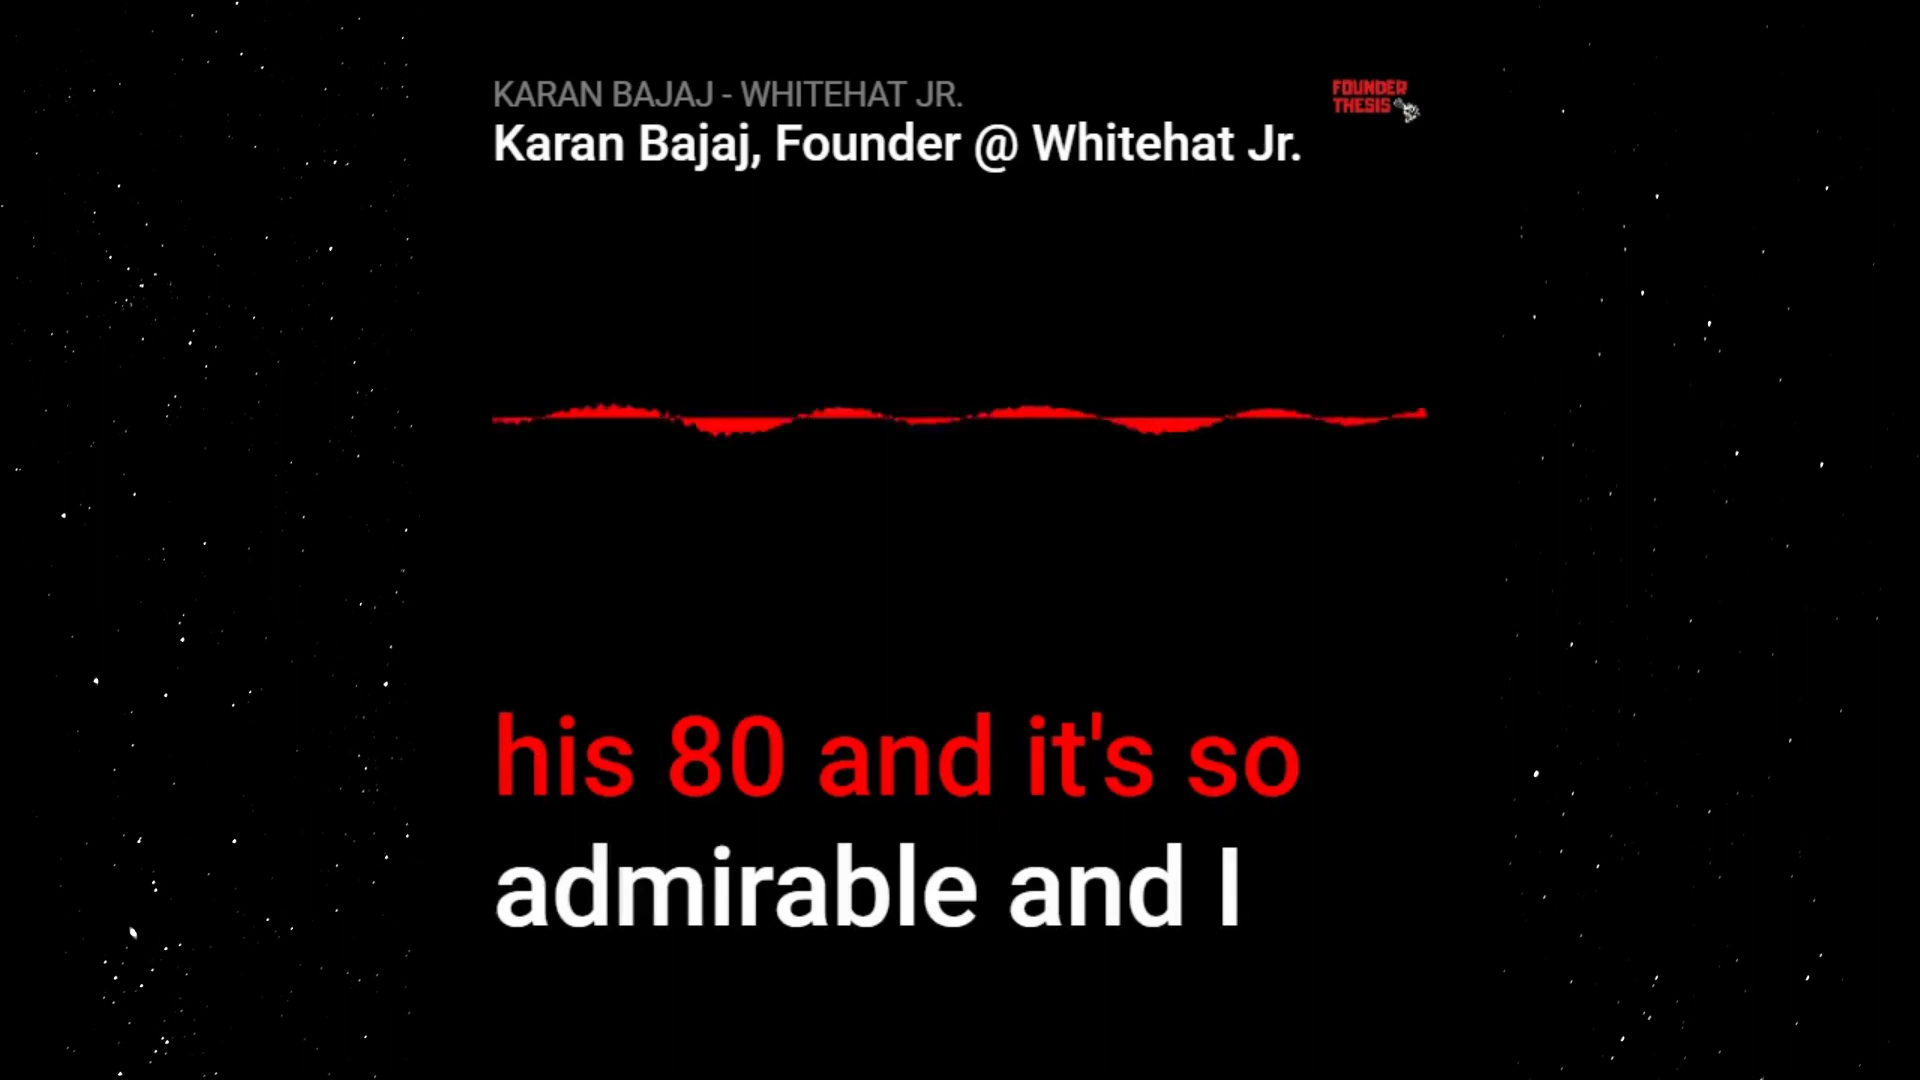 KARAN BAJAJ - WHITEHAT JR.
Karan Bajaj, Founder @ Whitehat Jr.
FOUNDER
THESIS
his 80 and it's so
admirable and I